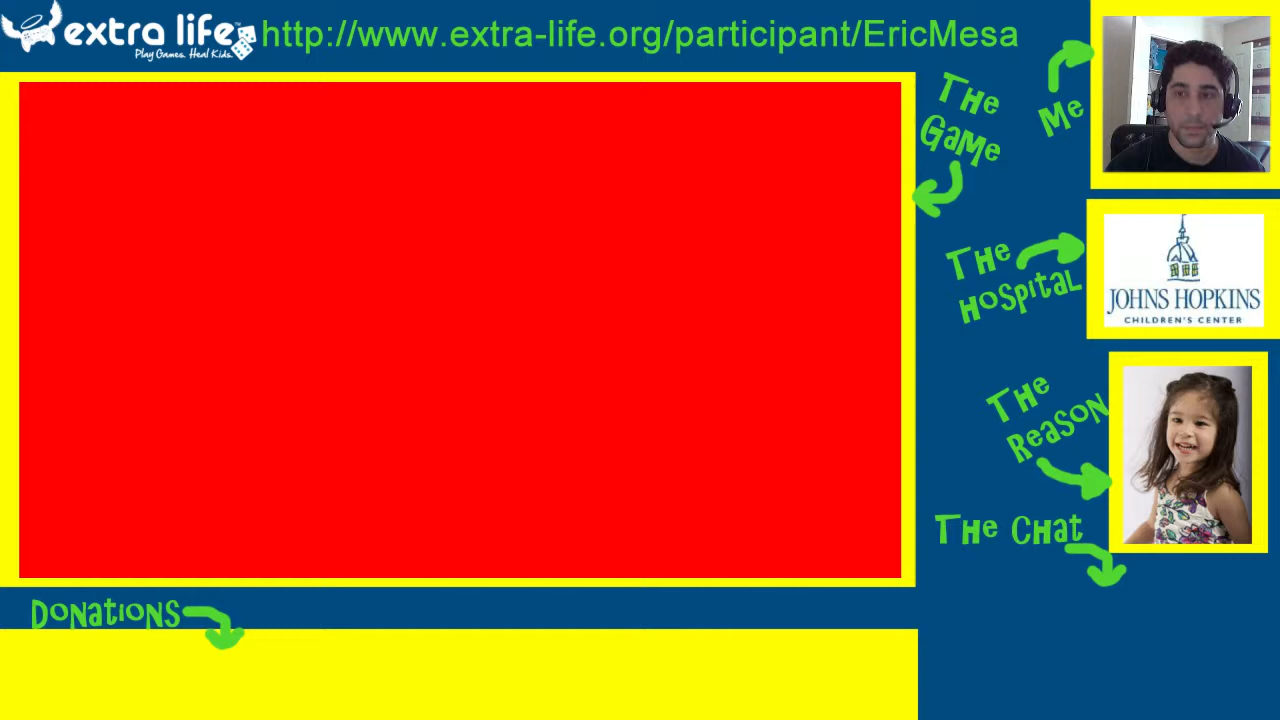 extra life
Play Games. Heal Kids.
http://www.extra-life.org/participant/EricMesa
Me
The
Game
The
Hospital
JOHNS HOPKINS
CHILDREN'S CENTER
The
Reason
The Chat
Donations